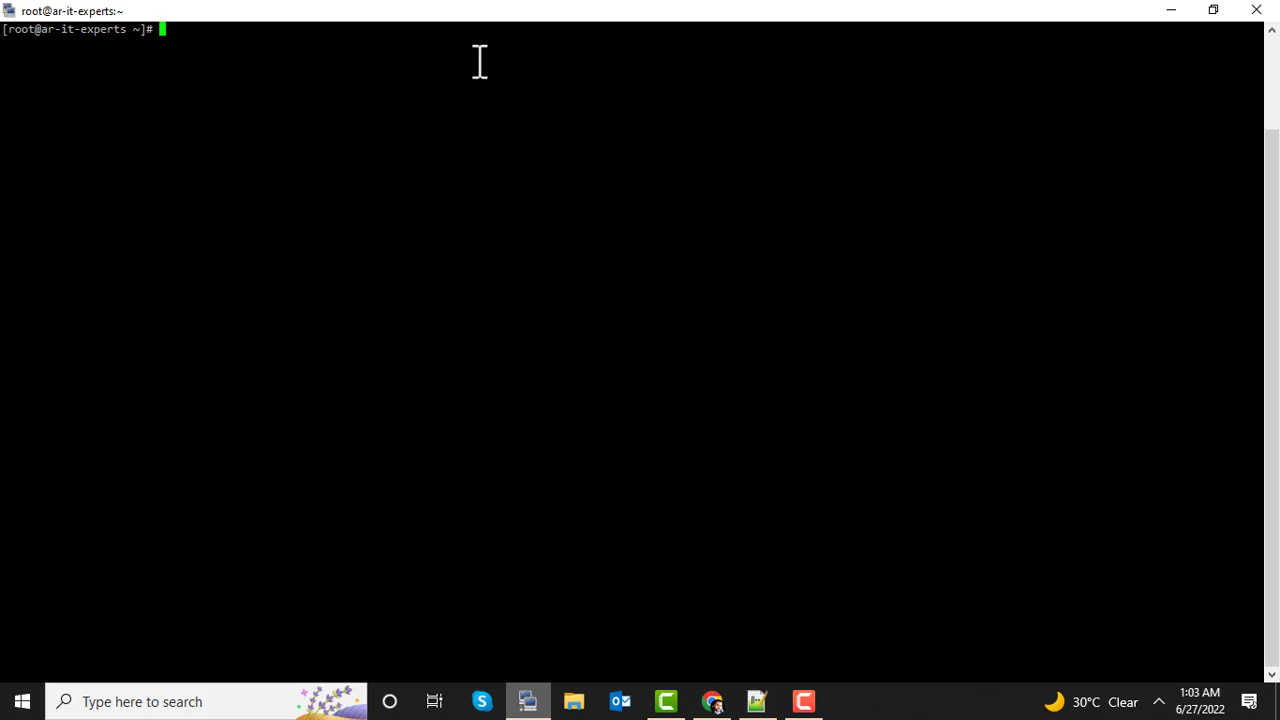 root@ar-it-experts:~
[root@ar-it-experts ~]#
Type here to search
30°C Clear
1:03 AM
6/27/2022